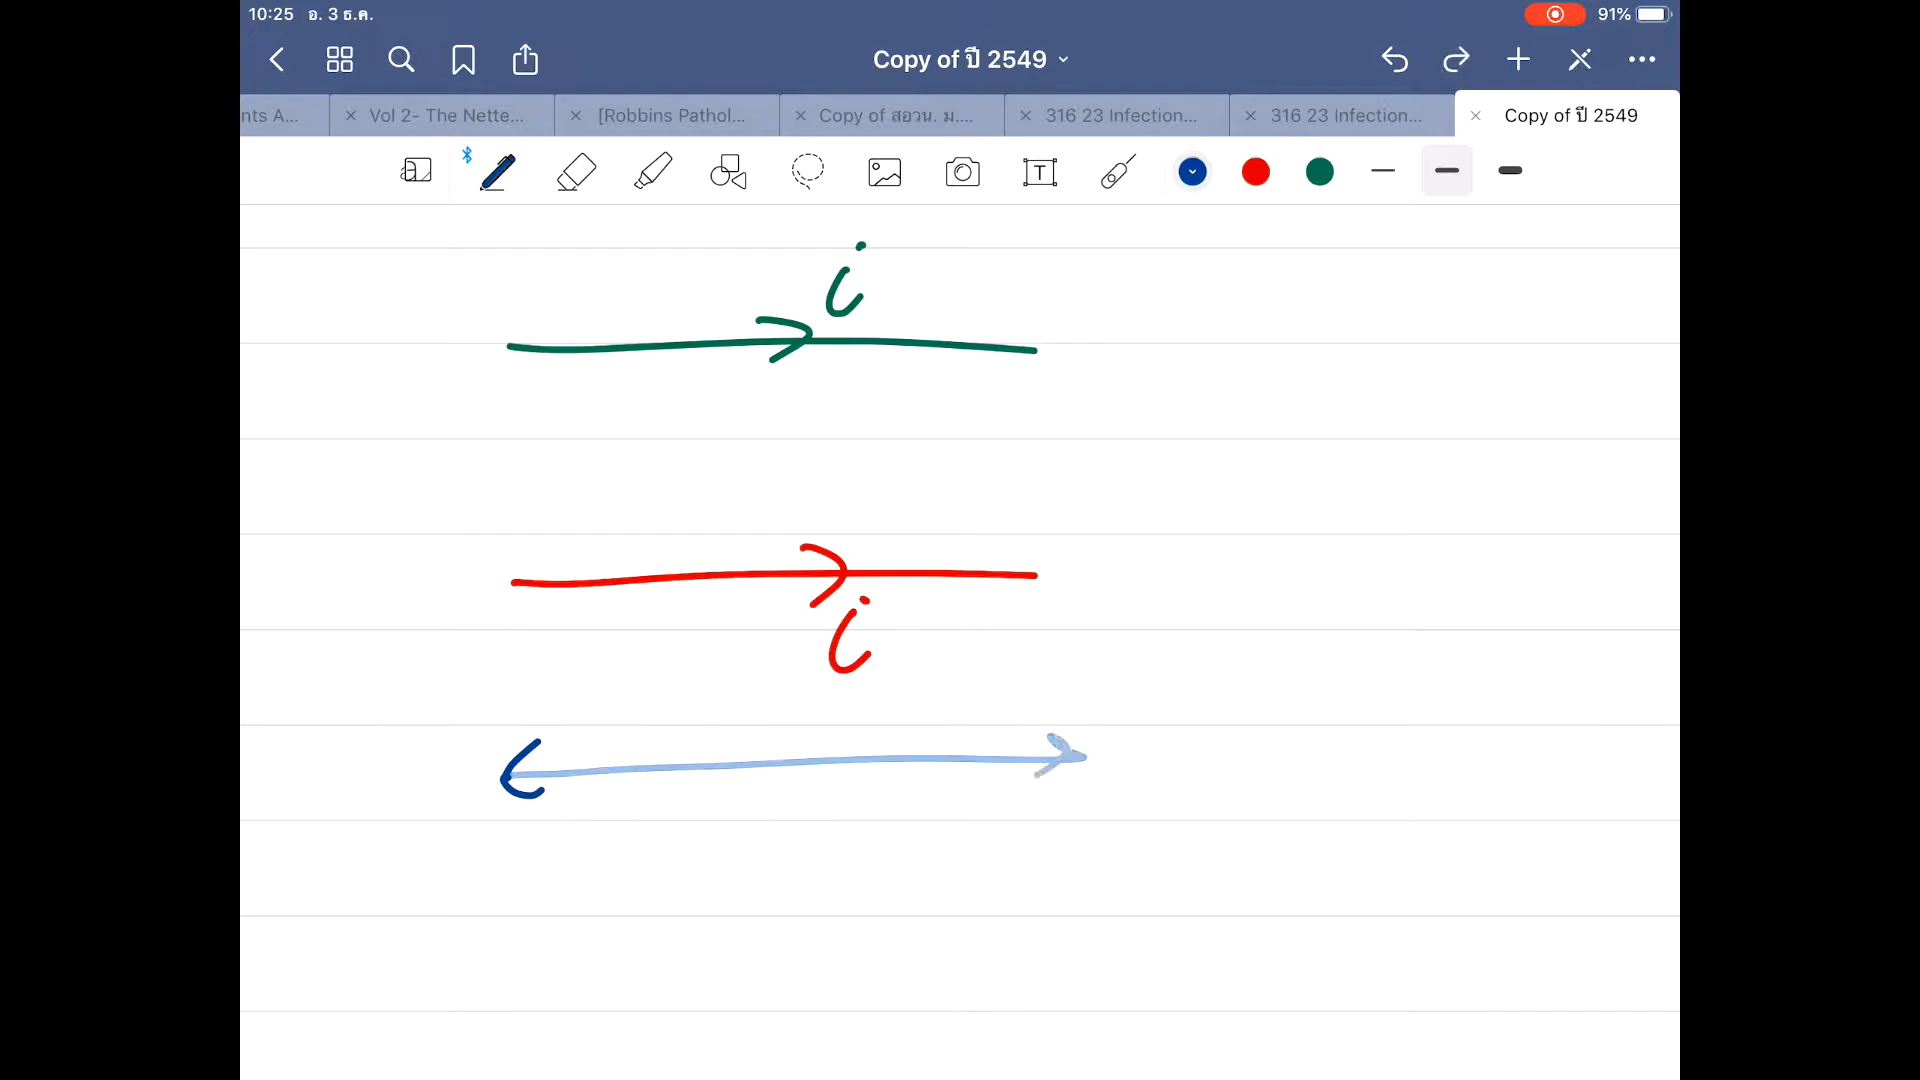 10:25 อ. 3 ธ.ค. 91%
Copy of ปี 2549
nts A... Vol 2- The Nette... [Robbins Pathol... Copy of สอวน. ม.... 316 23 Infection... 316 23 Infection... Copy of ปี 2549
a T
i
i